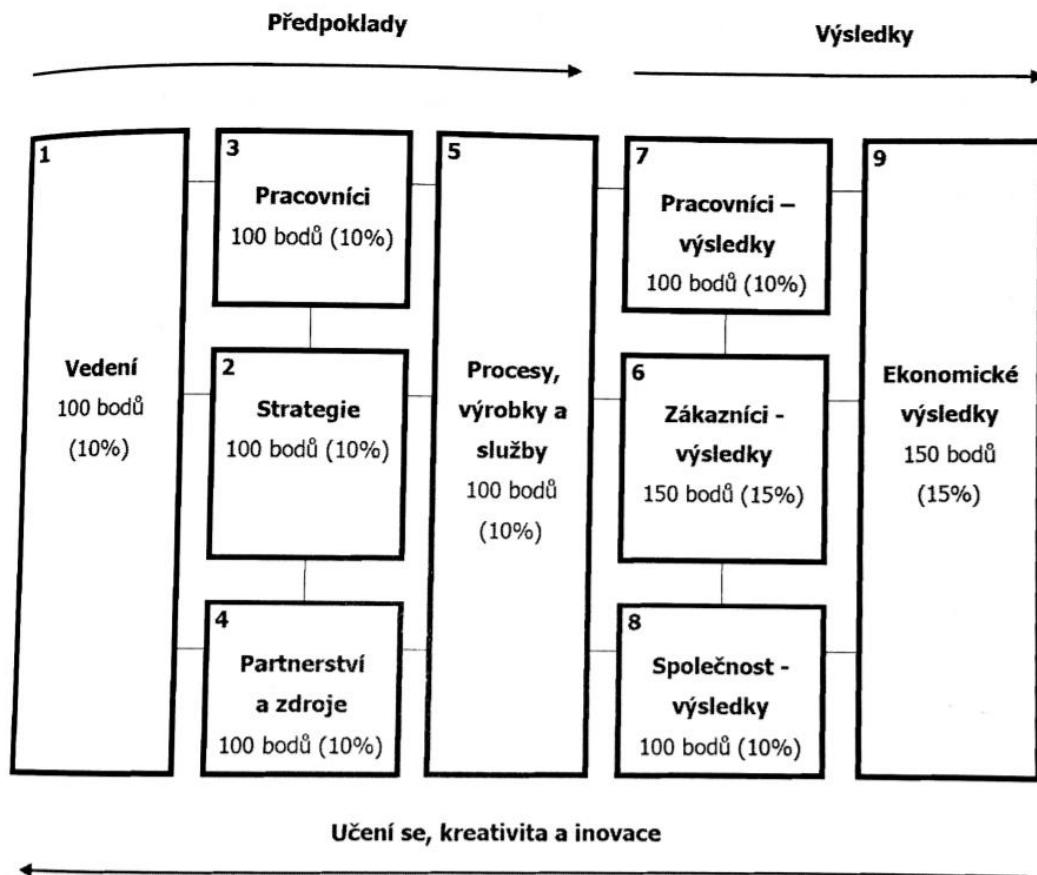 Předpoklady
Výsledky
1
Vedení
100 bodů
(10%)
3
Pracovníci
100 bodů (10%)
2
Strategie
100 bodů (10%)
4
Partnerství
a zdroje
100 bodů (10%)
5
Procesy,
výrobky a
služby
100 bodů
(10%)
7
Pracovníci –
výsledky
100 bodů (10%)
6
Zákazníci -
výsledky
150 bodů (15%)
8
Společnost -
výsledky
100 bodů (10%)
9
Ekonomické
výsledky
150 bodů
(15%)
Učení se, kreativita a inovace